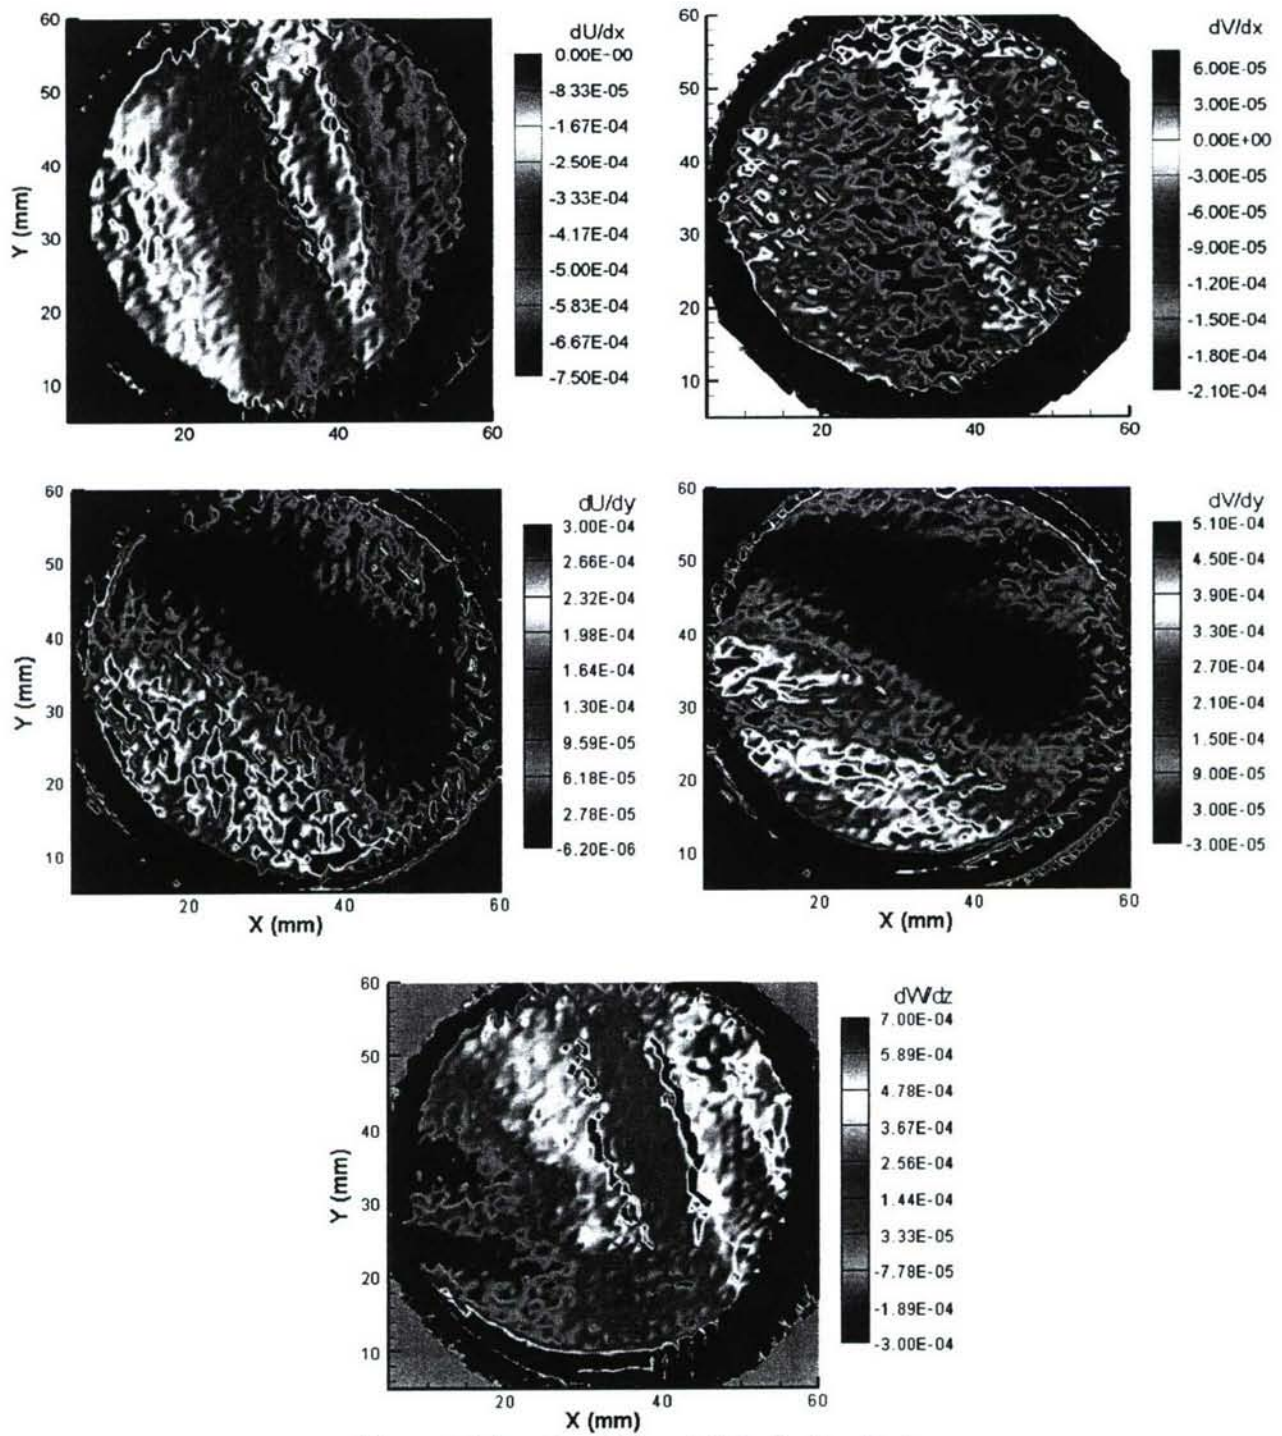 dU/dx
0.00E-00
-8.33E-05
-1.67E-04
-2.50E-04
-3.33E-04
-4.17E-04
-5.00E-04
-5.83E-04
-6.67E-04
-7.50E-04
60
50
40
30
20
10
Y (mm)
20 40 60
dV/dx
6.00E-05
3.00E-05
0.00E+00
-3.00E-05
-6.00E-05
-9.00E-05
-1.20E-04
-1.50E-04
-1.80E-04
-2.10E-04
60
50
40
30
20
10
20 40 60
dU/dy
3.00E-04
2.66E-04
2.32E-04
1.98E-04
1.64E-04
1.30E-04
9.59E-05
6.18E-05
2.78E-05
-6.20E-06
60
50
40
30
20
10
Y (mm)
20 40 60
X (mm)
dV/dy
5.10E-04
4.50E-04
3.90E-04
3.30E-04
2.70E-04
2.10E-04
1.50E-04
9.00E-05
3.00E-05
-3.00E-05
60
50
40
30
20
10
20 40 60
X (mm)
dW/dz
7.00E-04
5.89E-04
4.78E-04
3.67E-04
2.56E-04
1.44E-04
3.33E-05
-7.78E-05
-1.89E-04
-3.00E-04
60
50
40
30
20
10
Y (mm)
20 40 60
X (mm)